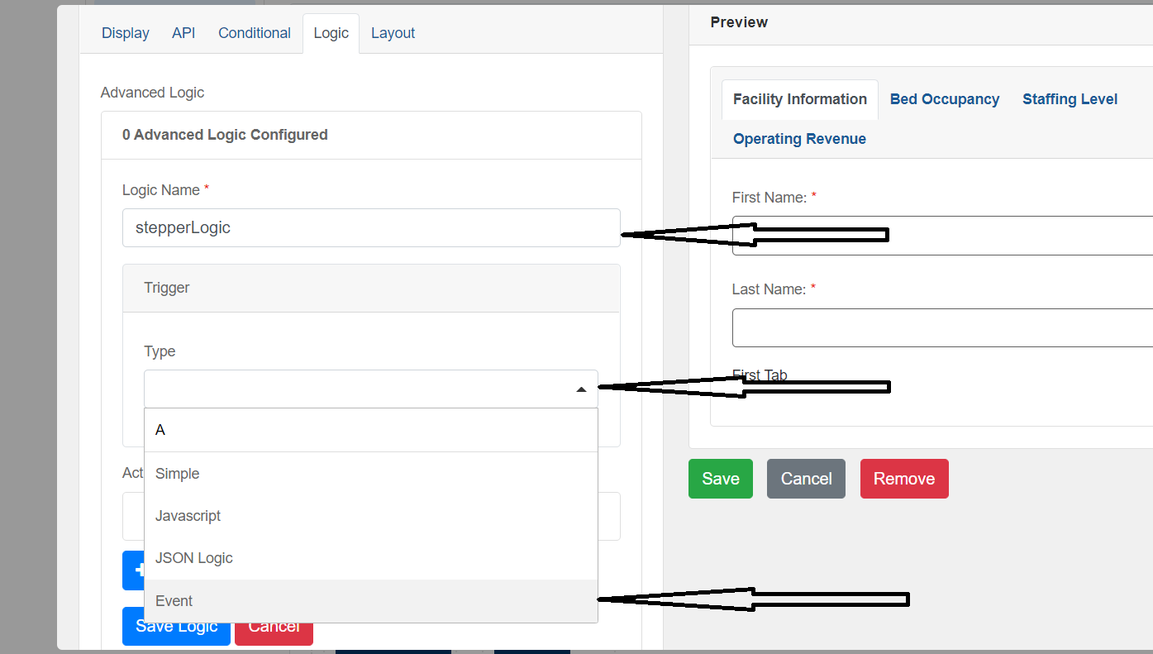 Display API Conditional Logic Layout
Advanced Logic
0 Advanced Logic Configured
Logic Name *
stepperLogic
Trigger
Type
A
Simple
Javascript
JSON Logic
Event
Act
Save Logic Cancel
Preview
Facility Information Bed Occupancy Staffing Level
Operating Revenue
First Name: *
Last Name: *
First Tab
Save Cancel Remove